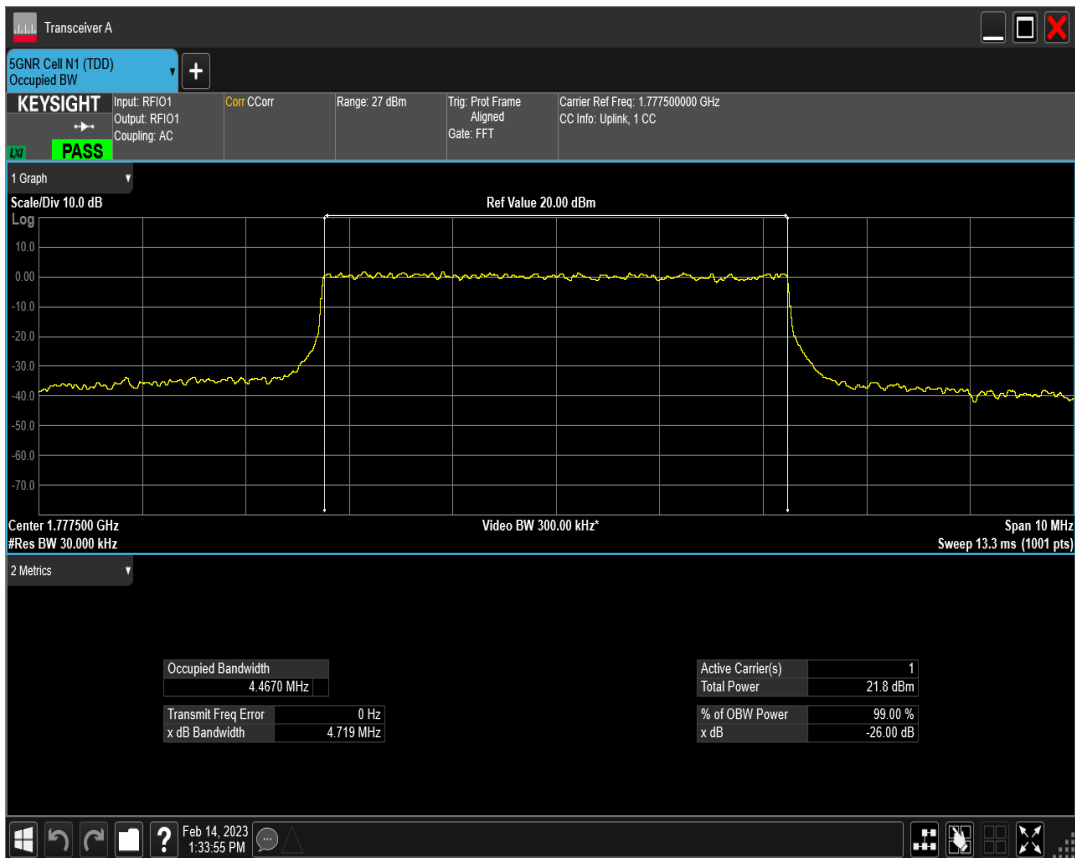 Transceiver A
5GNR Cell N1 (TDD)
Occupied BW
+
KEYSIGHT
LXI
PASS
Input: RFIO1
Output: RFIO1
Coupling: AC
Corr CCorr
Range: 27 dBm
Trig: Prot Frame
Aligned
Gate: FFT
Carrier Ref Freq: 1.777500000 GHz
CC Info: Uplink, 1 CC
1 Graph
Scale/Div 10.0 dB
Ref Value 20.00 dBm
Log
10.0
0.00
-10.0
-20.0
-30.0
-40.0
-50.0
-60.0
-70.0
Center 1.777500 GHz
Video BW 300.00 kHz*
Span 10 MHz
#Res BW 30.000 kHz
Sweep 13.3 ms (1001 pts)
2 Metrics
Occupied Bandwidth
4.4670 MHz
Transmit Freq Error 0 Hz
x dB Bandwidth 4.719 MHz
Active Carrier(s) 1
Total Power 21.8 dBm
% of OBW Power 99.00 %
x dB -26.00 dB
?
Feb 14, 2023
1:33:55 PM